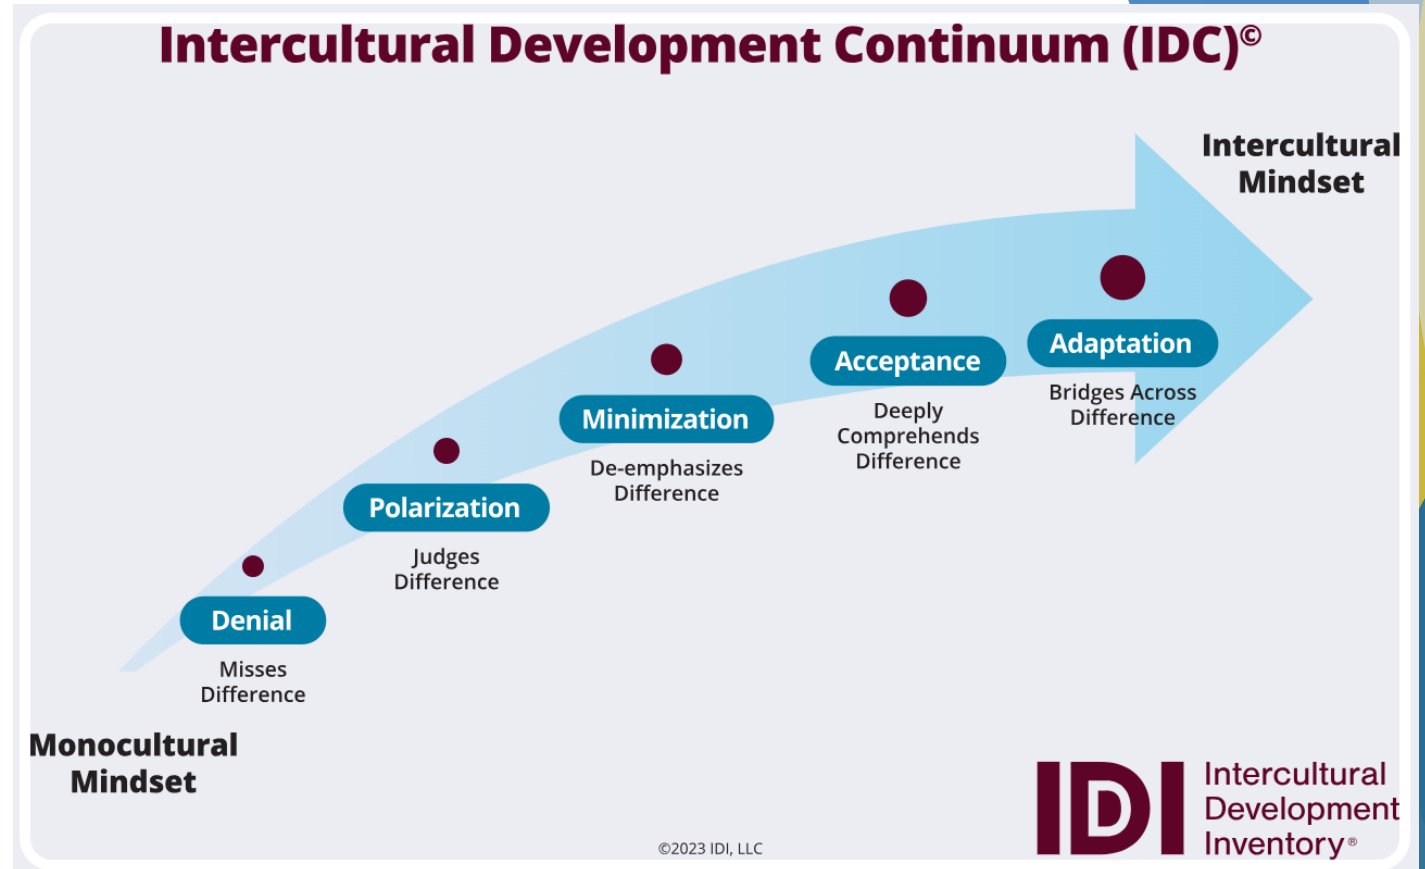 Intercultural Development Continuum (IDC)©
Intercultural
Mindset
Adaptation
Bridges Across
Difference
Acceptance
Deeply
Comprehends
Difference
Minimization
De-emphasizes
Difference
Polarization
Judges
Difference
Denial
Misses
Difference
Monocultural
Mindset
IDI
Intercultural
Development
Inventory®
©2023 IDI, LLC